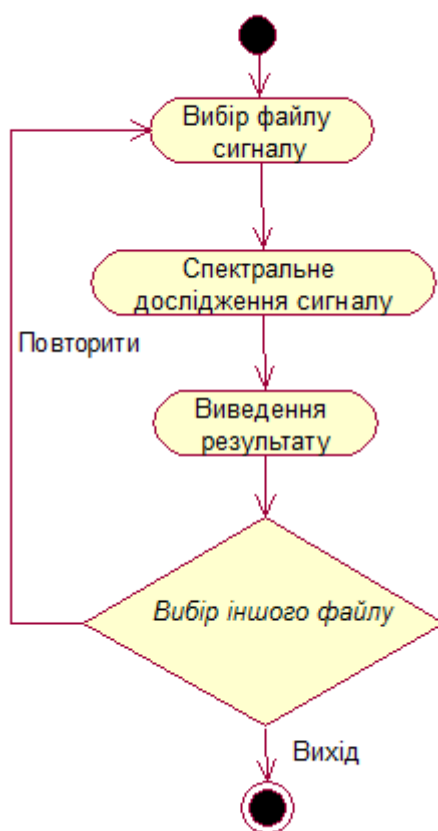 Вибір файлу
сигналу
Спектральне
дослідження сигналу
Повторити
Виведення
результату
Вибір іншого файлу
Вихід